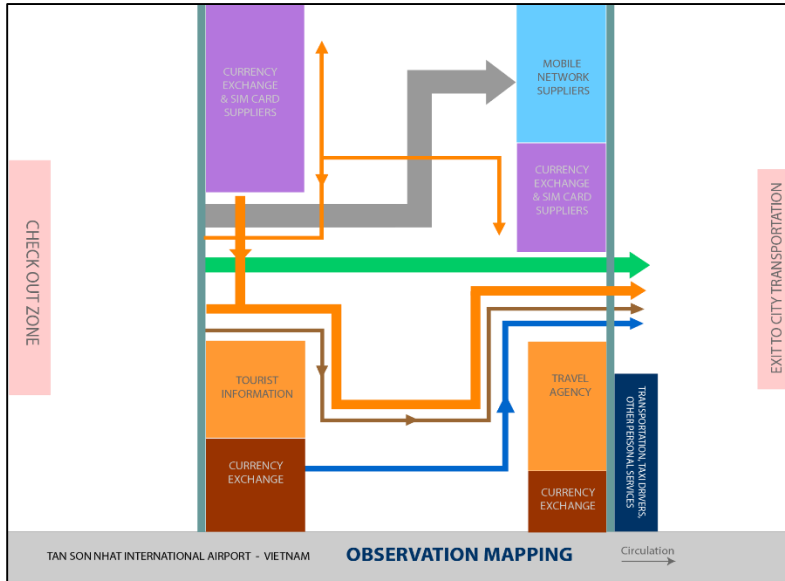 CURRENCY
EXCHANGE
& SIM CARD
SUPPLIERS
MOBILE
NETWORK
SUPPLIERS
CURRENCY
EXCHANGE
& SIM CARD
SUPPLIERS
CHECK OUT ZONE
EXIT TO CITY TRANSPORTATION
TOURIST
INFORMATION
TRAVEL
AGENCY
CURRENCY
EXCHANGE
CURRENCY
EXCHANGE
TRANSPORTATION, TAXI DRIVERS,
OTHER PERSONAL SERVICES
TAN SON NHAT INTERNATIONAL AIRPORT - VIETNAM
OBSERVATION MAPPING
Circulation